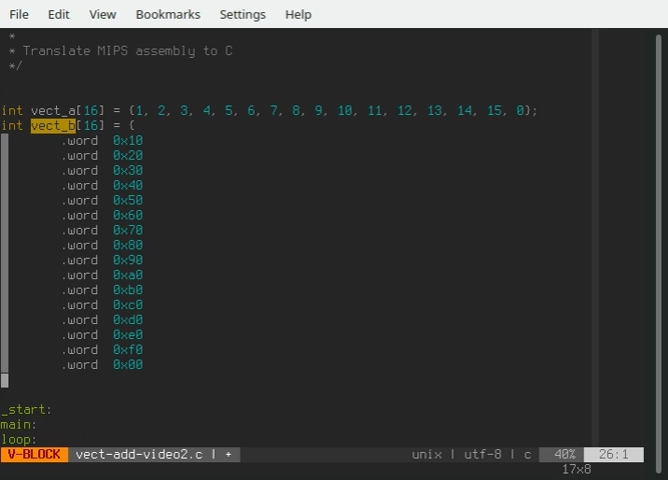 File Edit View Bookmarks Settings Help
*
* Translate MIPS assembly to C
*/
int vect_a[16] = {1, 2, 3, 4, 5, 6, 7, 8, 9, 10, 11, 12, 13, 14, 15, 0};
int vect_b[16] = {
.word 0x10
.word 0x20
.word 0x30
.word 0x40
.word 0x50
.word 0x60
.word 0x70
.word 0x80
.word 0x90
.word 0xa0
.word 0xb0
.word 0xc0
.word 0xd0
.word 0xe0
.word 0xf0
.word 0x00
_start:
main:
loop:
V-BLOCK vect-add-video2.c | + unix | utf-8 | c 40% 26:1
17x8